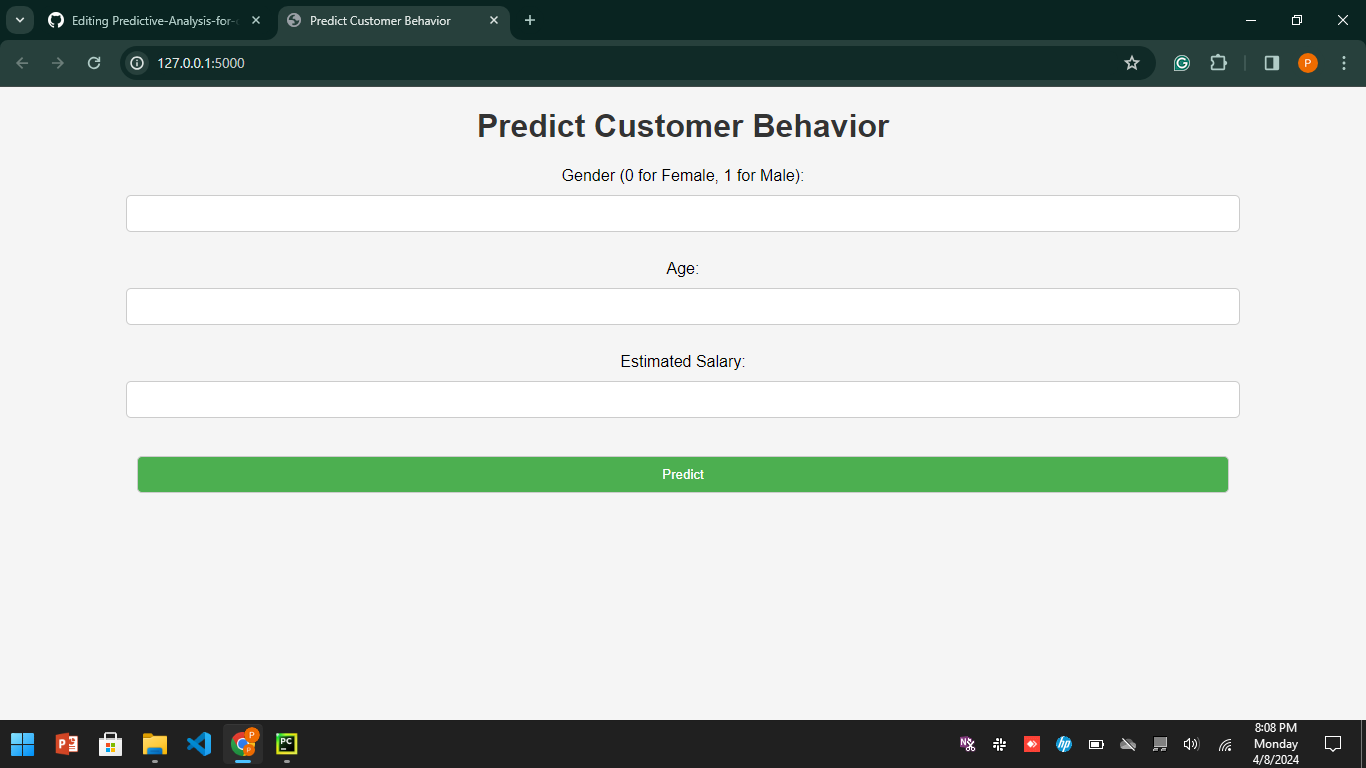 Editing Predictive-Analysis-for-
Predict Customer Behavior
127.0.0.1:5000
P
Predict Customer Behavior
Gender (0 for Female, 1 for Male):
Age:
Estimated Salary:
Predict
8:08 PM
Monday
4/8/2024